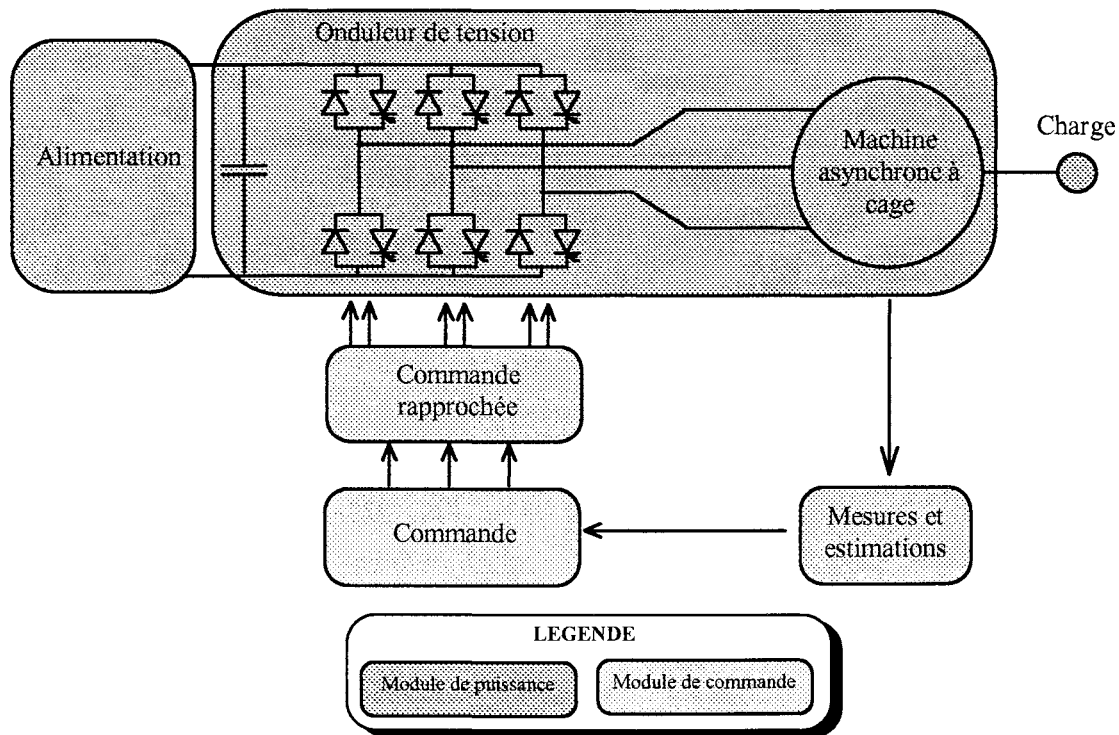 Onduleur de tension
Alimentation
Machine
asynchrone à
cage
Charge
Commande
rapprochée
Commande
Mesures et
estimations
LEGENDE
Module de puissance
Module de commande